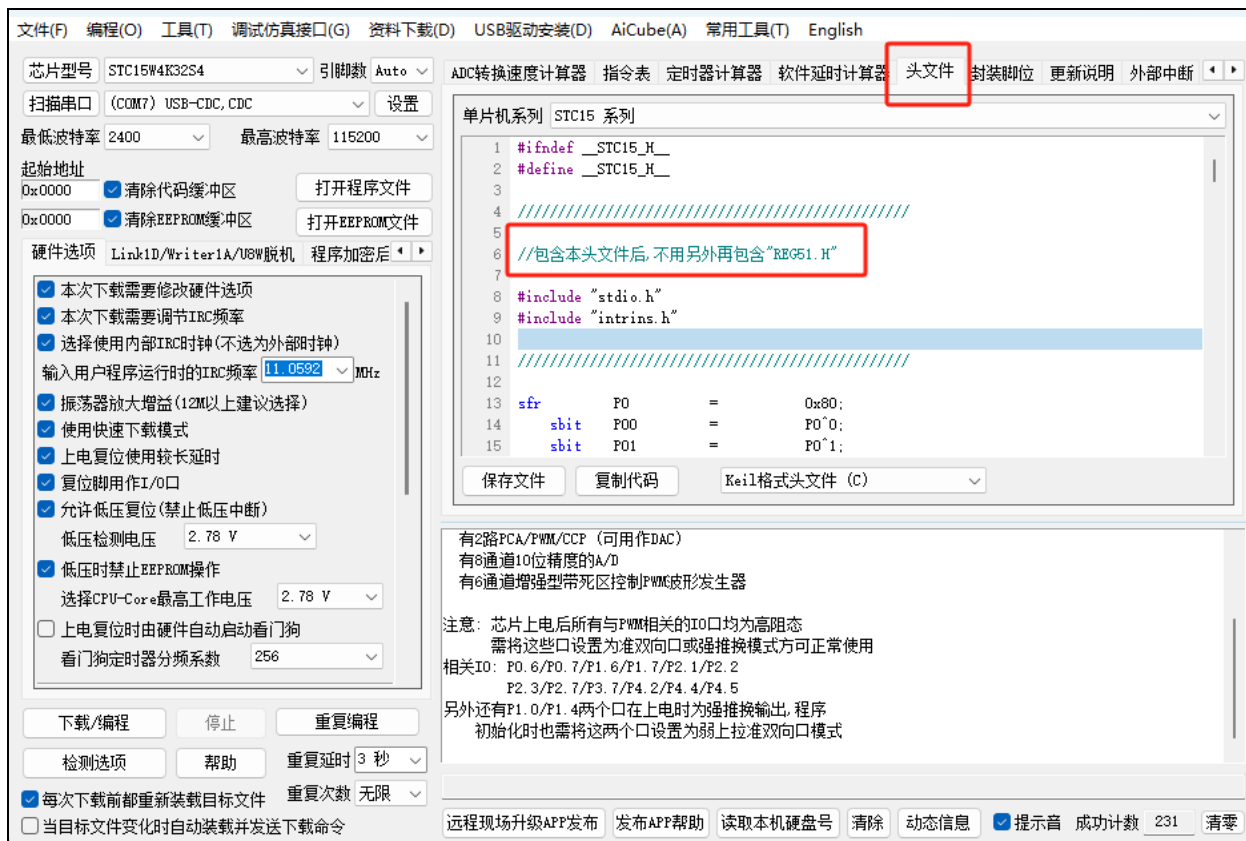 文件(F) 编程(O) 工具(T) 调试仿真接口(G) 资料下载(D) USB驱动安装(D) AiCube(A) 常用工具(T) English
芯片型号 STC15W4K32S4 引脚数 Auto
扫描串口 (COM7) USB-CDC,CDC 设置
最低波特率 2400 最高波特率 115200
起始地址
0x0000 清除代码缓冲区 打开程序文件
0x0000 清除EEPROM缓冲区 打开EEPROM文件
硬件选项 Link1D/Writer1A/U8W脱机 程序加密后
本次下载需要修改硬件选项
本次下载需要调节IRC频率
选择使用内部IRC时钟(不选为外部时钟)
输入用户程序运行时的IRC频率 11.0592 MHz
振荡器放大增益(12M以上建议选择)
使用快速下载模式
上电复位使用较长延时
复位脚用作I/O口
允许低压复位(禁止低压中断)
低压检测电压 2.78 V
低压时禁止EEPROM操作
选择CPU-Core最高工作电压 2.78 V
上电复位时由硬件自动启动看门狗
看门狗定时器分频系数 256
下载/编程 停止 重复编程
检测选项 帮助 重复延时 3 秒
每次下载前都重新装载目标文件 重复次数 无限
当目标文件变化时自动装载并发送下载命令
ADC转换速度计算器 指令表 定时器计算器 软件延时计算器 头文件 封装脚位 更新说明 外部中断
单片机系列 STC15 系列
1 #ifndef __STC15_H__
2 #define __STC15_H__
3
4 /////////////////////////////////////////////////
5
6 //包含本头文件后,不用另外再包含"REG51.H"
7
8 #include "stdio.h"
9 #include "intrins.h"
10
11 /////////////////////////////////////////////////
12
13 sfr P0 = 0x80;
14 sbit P00 = P0^0;
15 sbit P01 = P0^1;
保存文件 复制代码 Keil格式头文件 (C)
有2路PCA/PWM/CCP (可用作DAC)
有8通道10位精度的A/D
有6通道增强型带死区控制PWM波形发生器
注意: 芯片上电后所有与PWM相关的IO口均为高阻态
需将这些口设置为准双向口或强推挽模式方可正常使用
相关IO: P0.6/P0.7/P1.6/P1.7/P2.1/P2.2
P2.3/P2.7/P3.7/P4.2/P4.4/P4.5
另外还有P1.0/P1.4两个口在上电时为强推挽输出,程序
初始化时也需将这两个口设置为弱上拉准双向口模式
远程现场升级APP发布 发布APP帮助 读取本机硬盘号 清除 动态信息 提示音 成功计数 231 清零